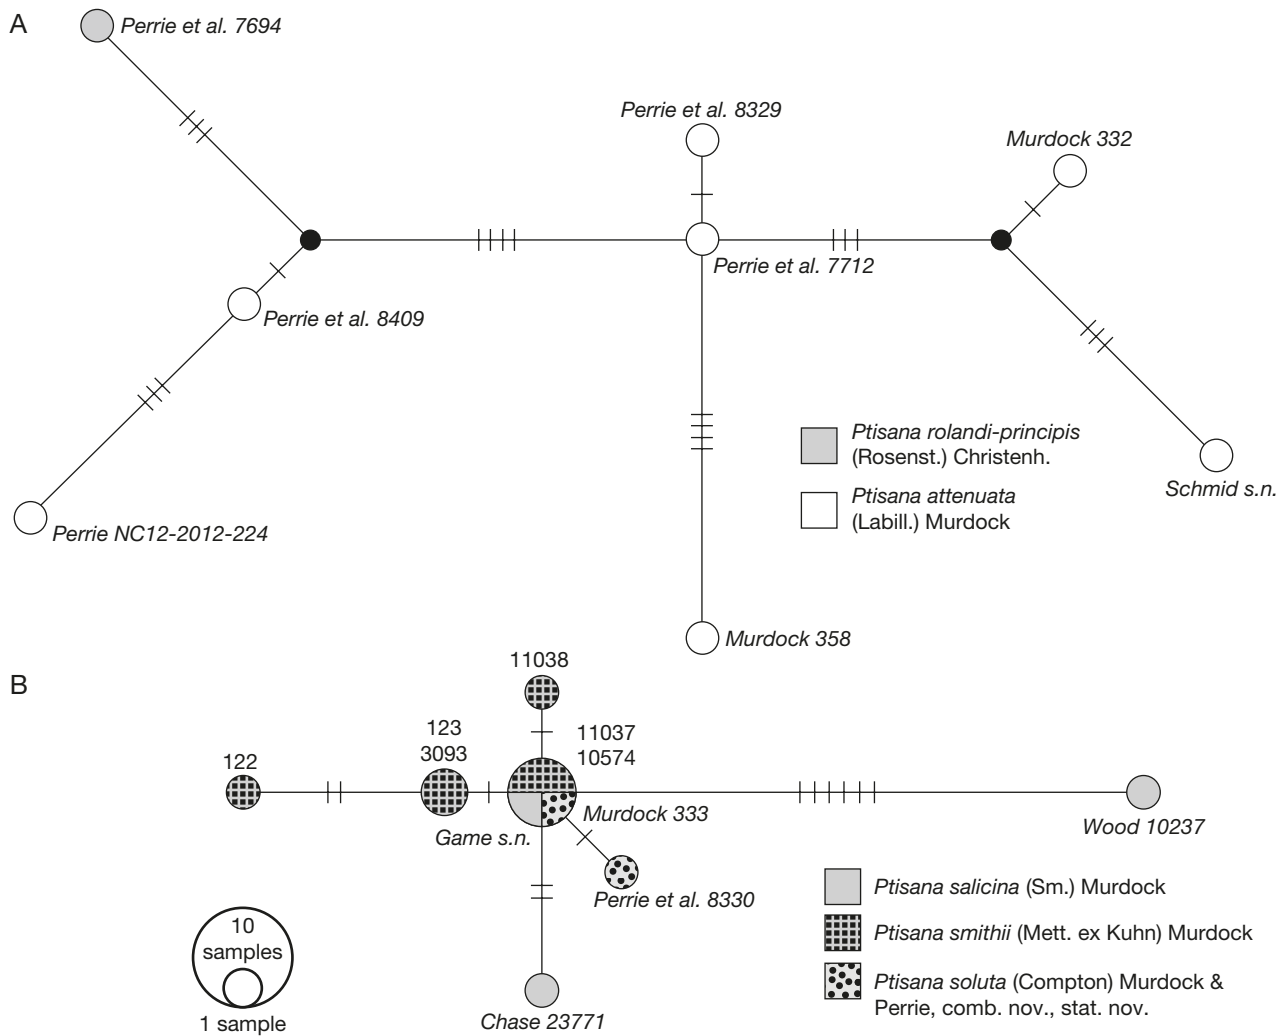 A
Perrie et al. 7694
Perrie et al. 8329
Murdock 332
Perrie et al. 7712
Perrie et al. 8409
Ptisana rolandi-principis
(Rosenst.) Christenh.
Ptisana attenuata
(Labill.) Murdock
Schmid s.n.
Perrie NC12-2012-224
Murdock 358
B
11038
11037
10574
123
3093
122
Murdock 333
Game s.n.
Wood 10237
Perrie et al. 8330
Ptisana salicina (Sm.) Murdock
Ptisana smithii (Mett. ex Kuhn) Murdock
Ptisana soluta (Compton) Murdock &
Perrie, comb. nov., stat. nov.
10
samples
1 sample
Chase 23771